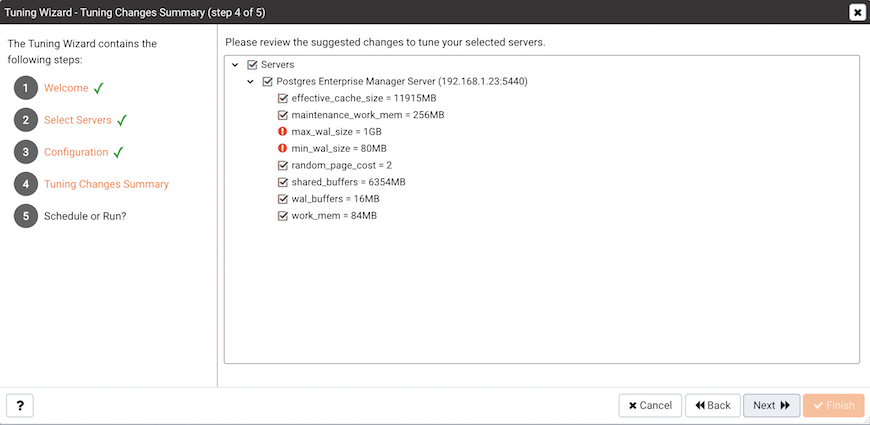 Tuning Wizard - Tuning Changes Summary (step 4 of 5)
The Tuning Wizard contains the
following steps:
1 Welcome
2 Select Servers
3 Configuration
4 Tuning Changes Summary
5 Schedule or Run?
Please review the suggested changes to tune your selected servers.
Servers
Postgres Enterprise Manager Server (192.168.1.23:5440)
effective_cache_size = 11915MB
maintenance_work_mem = 256MB
max_wal_size = 1GB
min_wal_size = 80MB
random_page_cost = 2
shared_buffers = 6354MB
wal_buffers = 16MB
work_mem = 84MB
? Cancel Back Next Finish